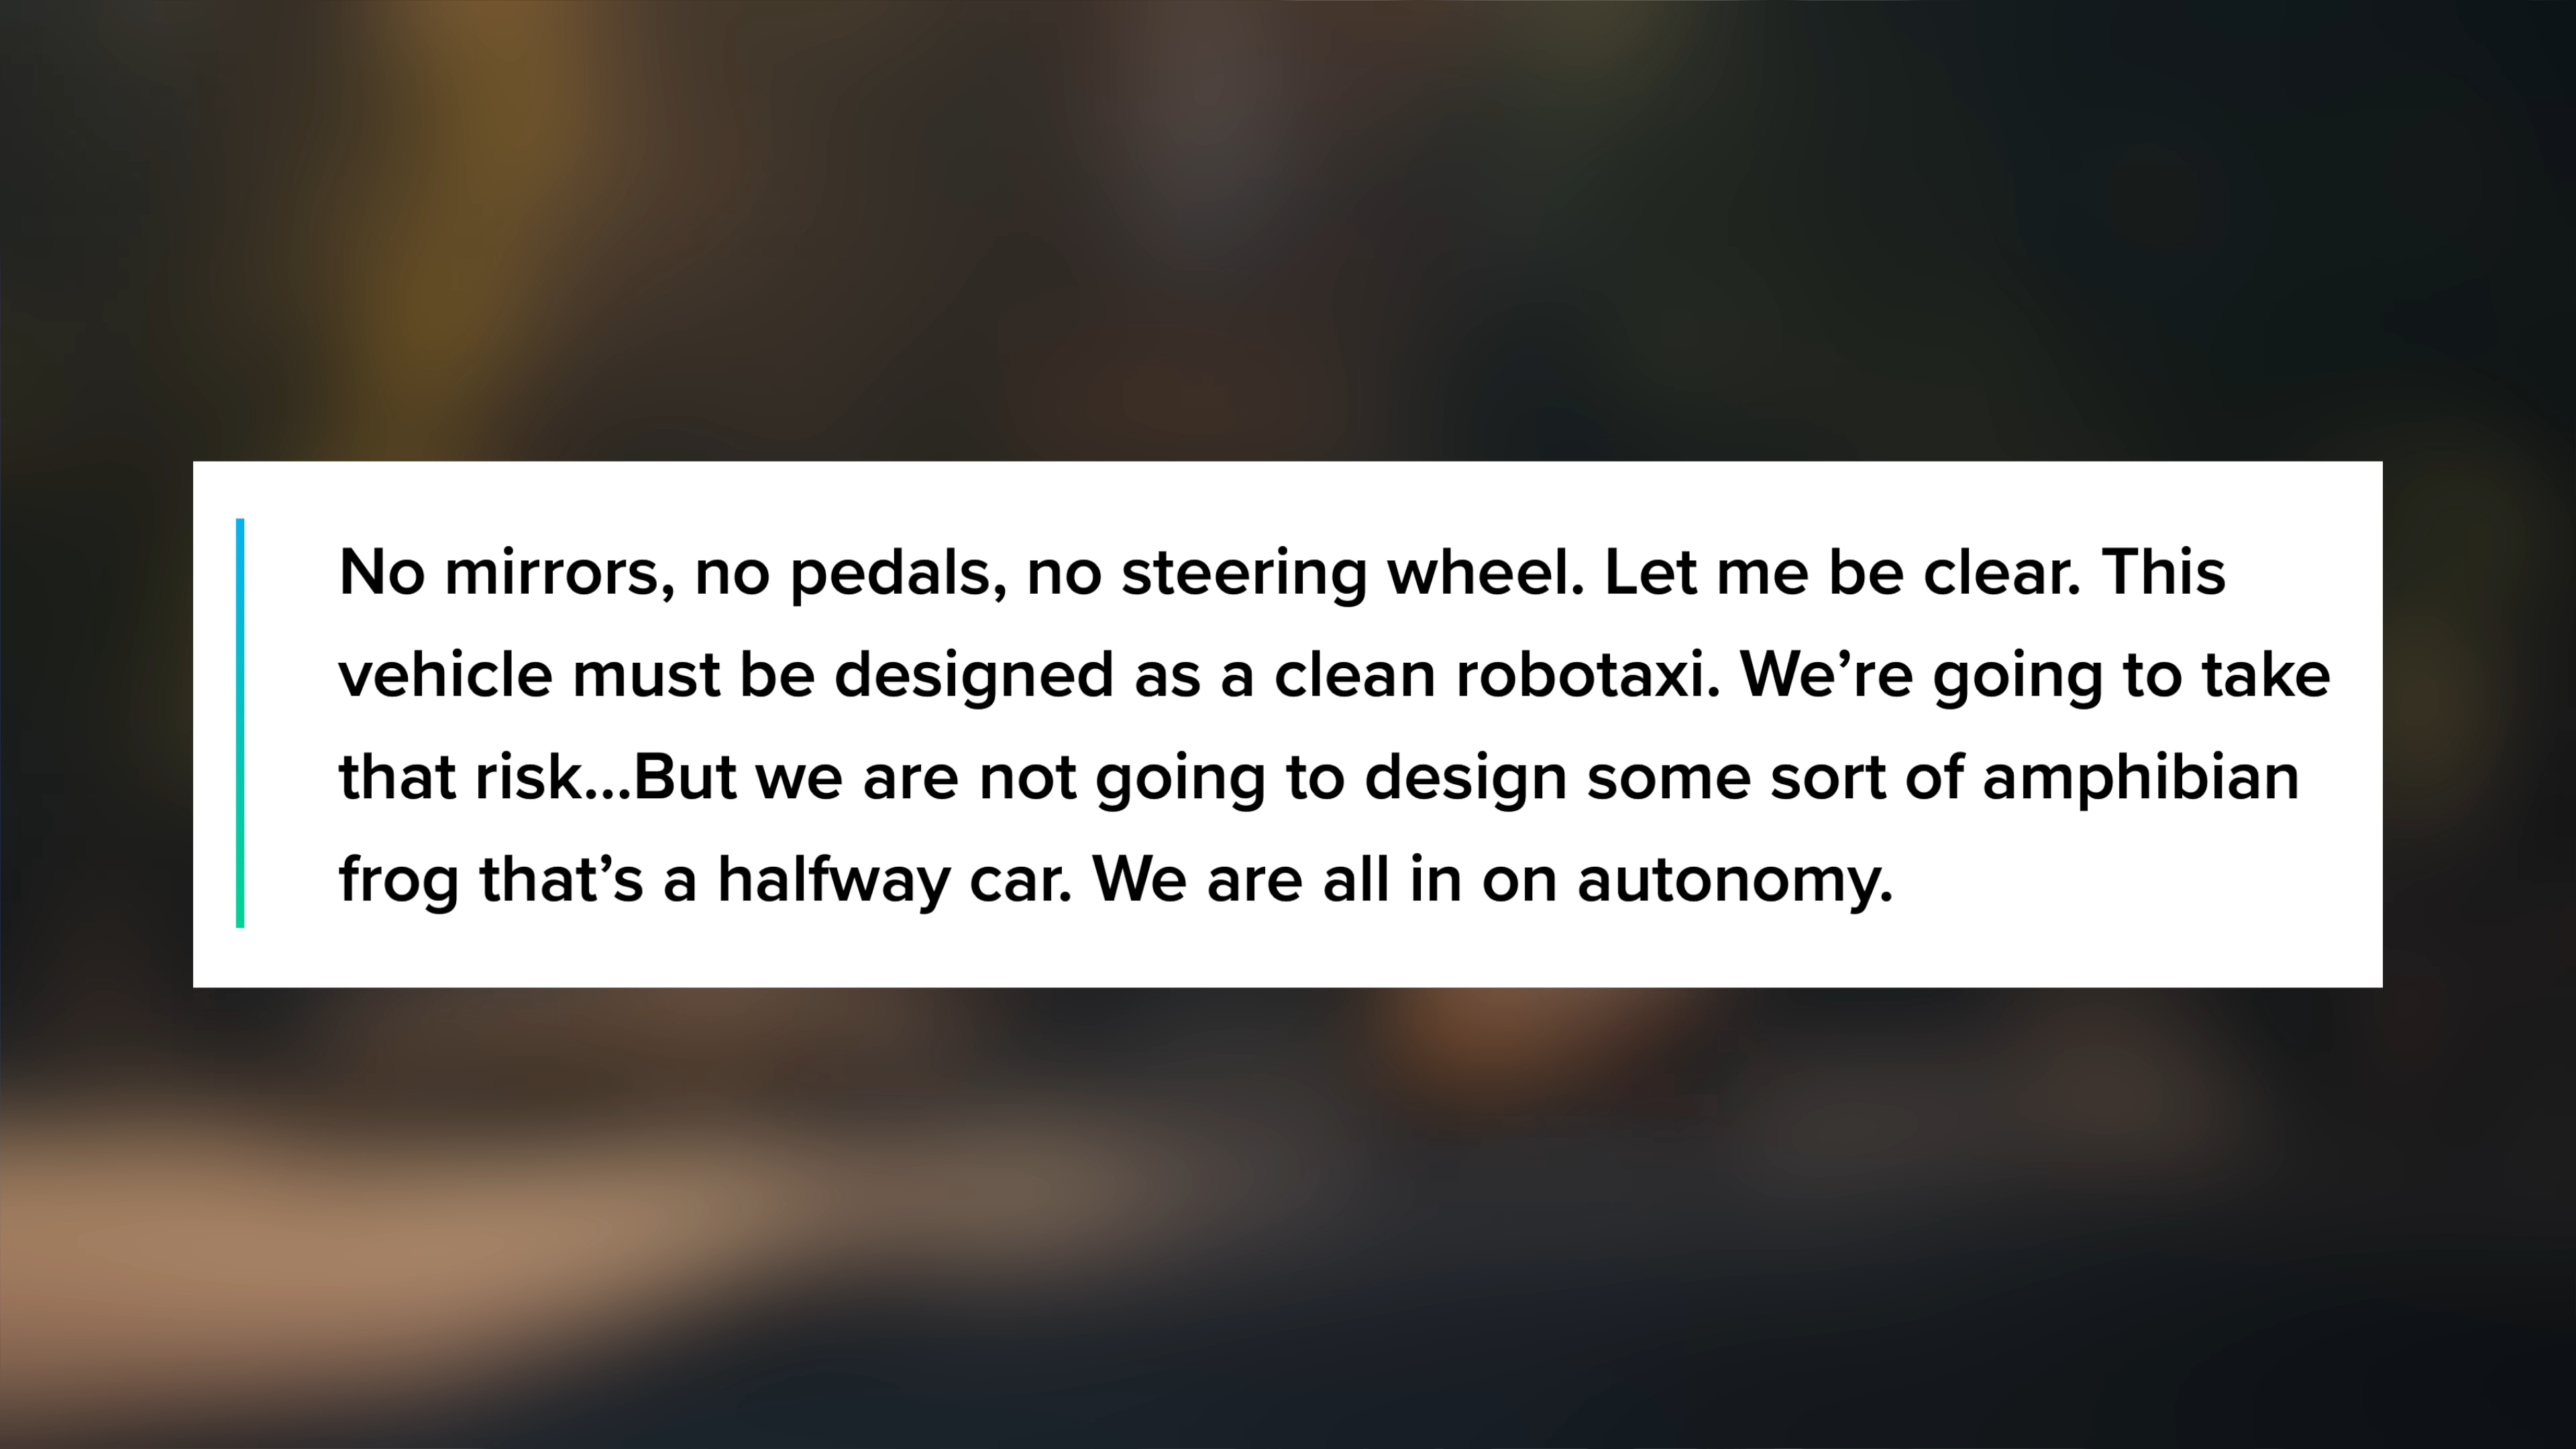 No mirrors, no pedals, no steering wheel. Let me be clear. This
vehicle must be designed as a clean robotaxi. We’re going to take
that risk...But we are not going to design some sort of amphibian
frog that’s a halfway car. We are all in on autonomy.